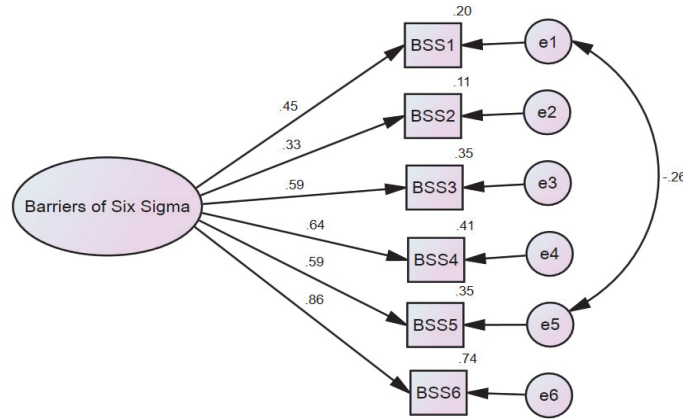 .20
BSS1
e1
.45
.11
BSS2
e2
.33
.35
BSS3
e3
-.26
.59
Barriers of Six Sigma
.64
.41
BSS4
e4
.59
.35
BSS5
e5
.86
.74
BSS6
e6